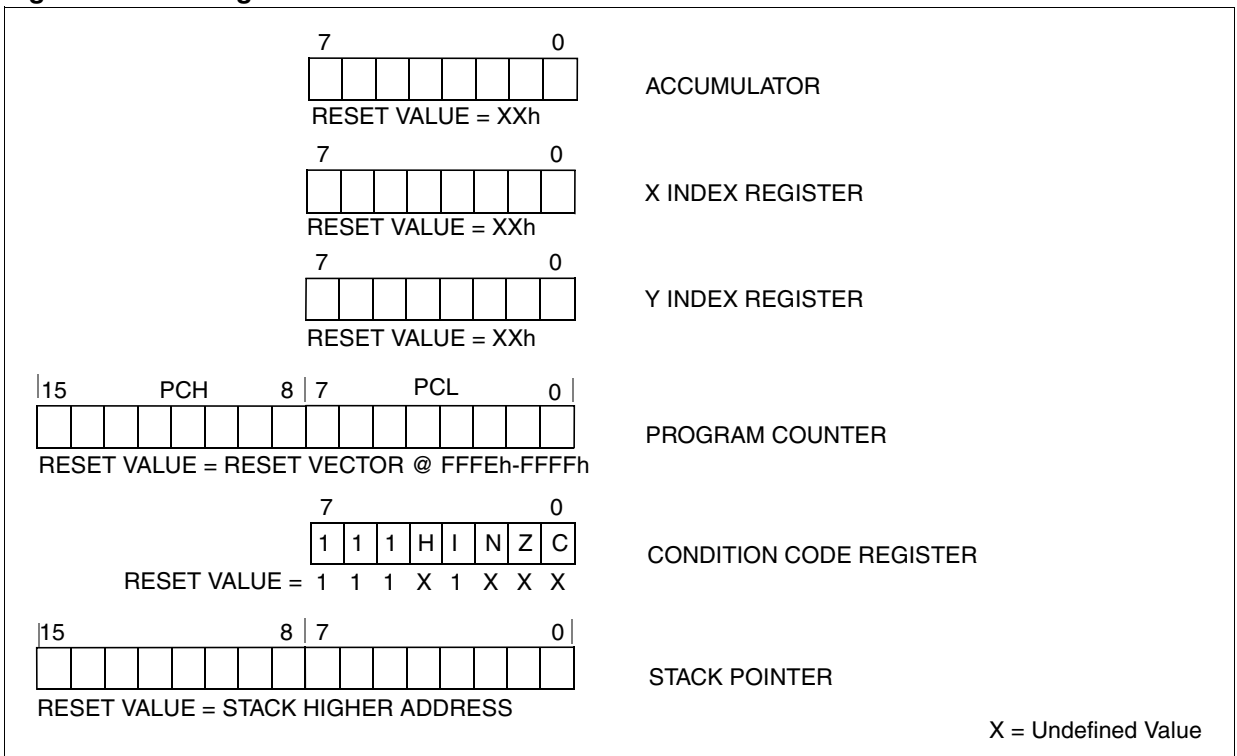 7 0
ACCUMULATOR
RESET VALUE = XXh
7 0
X INDEX REGISTER
RESET VALUE = XXh
7 0
Y INDEX REGISTER
RESET VALUE = XXh
15 PCH 8 7 PCL 0
PROGRAM COUNTER
RESET VALUE = RESET VECTOR @ FFFEh-FFFFh
7 0
1 1 1 H I N Z C
CONDITION CODE REGISTER
RESET VALUE = 1 1 1 X 1 X X X
15 8 7 0
STACK POINTER
RESET VALUE = STACK HIGHER ADDRESS
X = Undefined Value